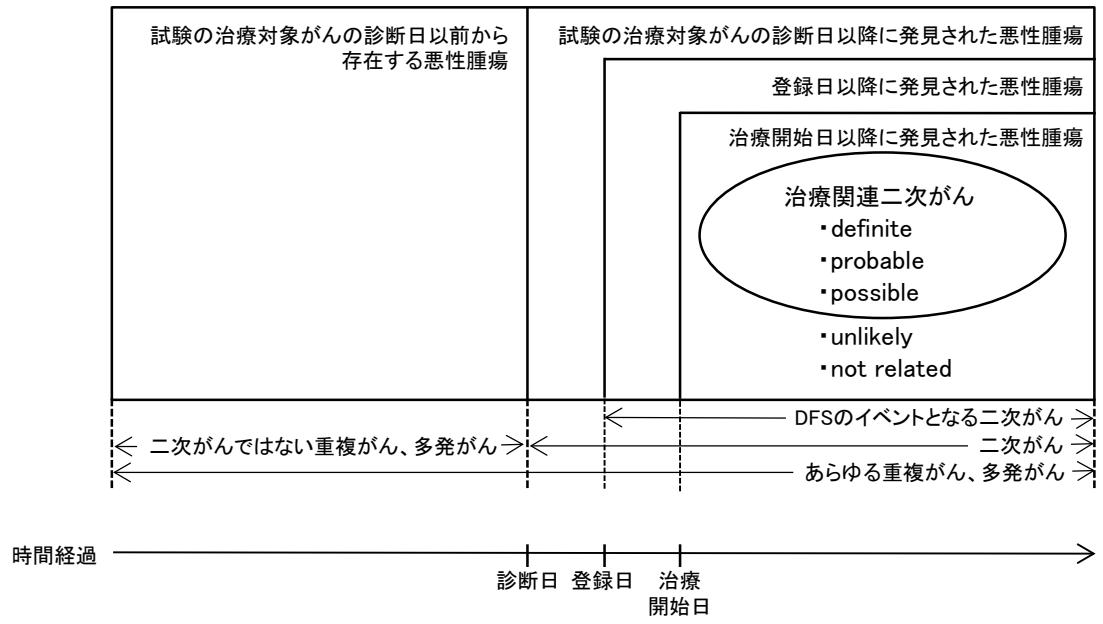 試験の治療対象がんの診断日以前から
存在する悪性腫瘍
試験の治療対象がんの診断日以降に発見された悪性腫瘍
登録日以降に発見された悪性腫瘍
治療開始日以降に発見された悪性腫瘍
治療関連二次がん
・definite
・probable
・possible
・unlikely
・not related
DFSのイベントとなる二次がん
二次がんではない重複がん、多発がん
二次がん
あらゆる重複がん、多発がん
時間経過
診断日
登録日
治療
開始日